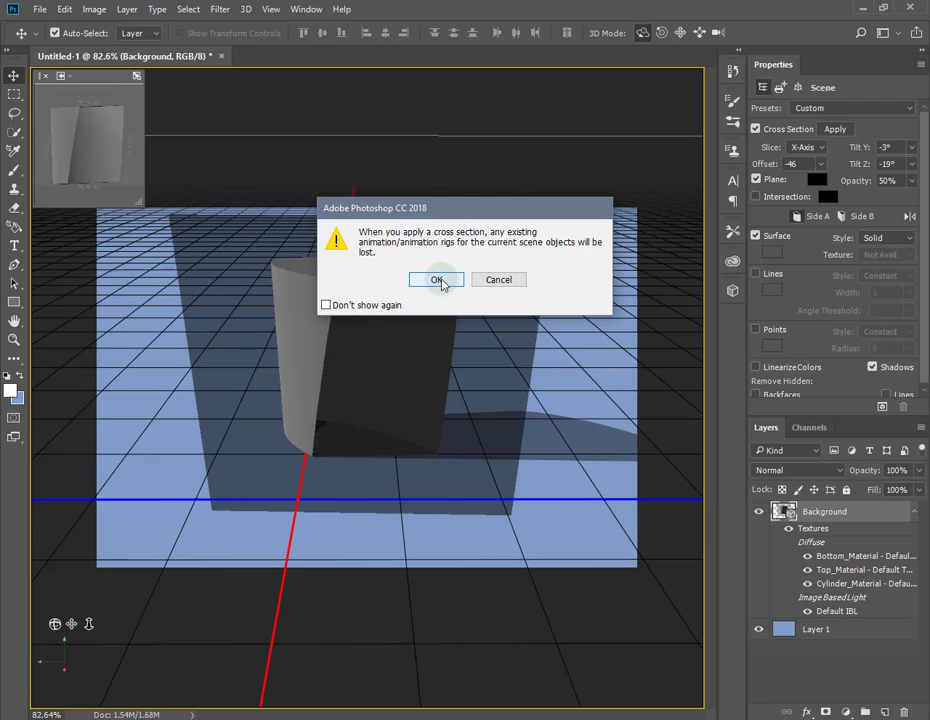 Ps File Edit Image Layer Type Select Filter 3D View Window Help
Auto-Select: Layer Show Transform Controls 3D Mode:
Untitled-1 @ 82.6% (Background, RGB/8) *
Adobe Photoshop CC 2018
When you apply a cross section, any existing
animation/animation rigs for the current scene objects will be
lost.
OK Cancel
Don't show again
82.64% Doc: 1.54M/1.68M
Properties
Scene
Presets: Custom
Cross Section Apply
Slice: X-Axis Tilt Y: -3°
Offset: -46 Tilt Z: -19°
Plane: Opacity: 50%
Intersection:
Side A Side B
Surface Style: Solid
Texture: Not Avail...
Lines Style: Constant
Width: 1
Angle Threshold:
Points Style: Constant
Radius: 5
Linearize Colors Shadows
Remove Hidden:
Backfaces Lines
Layers Channels
Kind
Normal Opacity: 100%
Lock: Fill: 100%
Background
Textures
Diffuse
Bottom_Material - Defaul...
Top_Material - Default T...
Cylinder_Material - Defau...
Image Based Light
Default IBL
Layer 1
fx